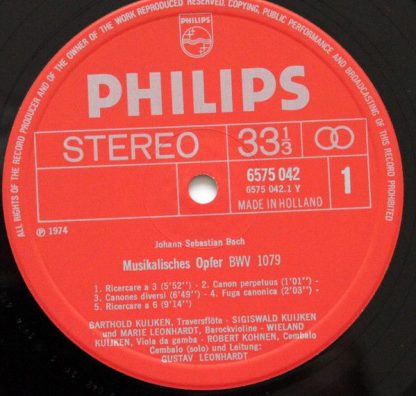 ALL RIGHTS OF THE RECORD PRODUCER AND OF THE OWNER OF THE WORK REPRODUCED RESERVED. COPYING, PUBLIC PERFORMANCE AND BROADCASTING OF THIS RECORD PROHIBITED
PHILIPS
PHILIPS
STEREO 33 1/3
6575 042
6575 042.1 Y
MADE IN HOLLAND
1
℗ 1974
Johann Sebastian Bach
Musikalisches Opfer BWV 1079
1. Ricercare a 3 (5'52'') - 2. Canon perpetuus (1'01'') -
3. Canones diversi (6'49'') - 4. Fuga canonica (2'03'') -
5. Ricercare a 6 (9'14'')
BARTHOLD KUIJKEN, Traversflöte - SIGISWALD KUIJKEN
und MARIE LEONHARDT, Barockvioline - WIELAND
KUIJKEN, Viola da gamba - ROBERT KOHNEN, Cembalo
Cembalo (solo) und Leitung:
GUSTAV LEONHARDT